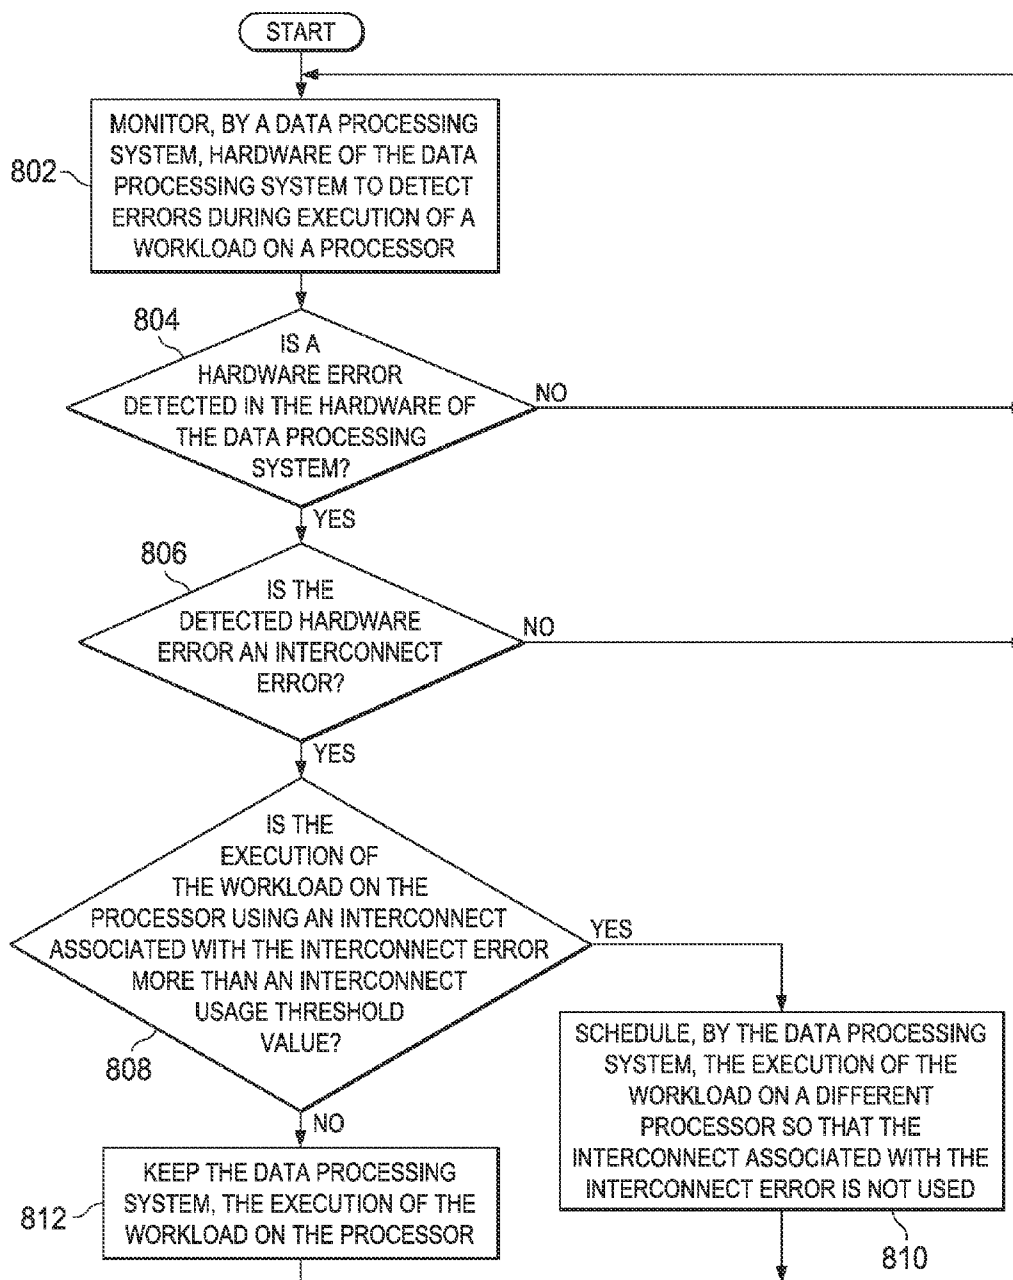 START
MONITOR, BY A DATA PROCESSING
SYSTEM, HARDWARE OF THE DATA
PROCESSING SYSTEM TO DETECT
ERRORS DURING EXECUTION OF A
WORKLOAD ON A PROCESSOR
802
804
IS A
HARDWARE ERROR
DETECTED IN THE HARDWARE OF
THE DATA PROCESSING
SYSTEM?
NO
YES
806
IS THE
DETECTED HARDWARE
ERROR AN INTERCONNECT
ERROR?
NO
YES
IS THE
EXECUTION OF
THE WORKLOAD ON THE
PROCESSOR USING AN INTERCONNECT
ASSOCIATED WITH THE INTERCONNECT ERROR
MORE THAN AN INTERCONNECT
USAGE THRESHOLD
VALUE?
808
YES
NO
SCHEDULE, BY THE DATA PROCESSING
SYSTEM, THE EXECUTION OF THE
WORKLOAD ON A DIFFERENT
PROCESSOR SO THAT THE
INTERCONNECT ASSOCIATED WITH THE
INTERCONNECT ERROR IS NOT USED
810
KEEP THE DATA PROCESSING
SYSTEM, THE EXECUTION OF THE
WORKLOAD ON THE PROCESSOR
812